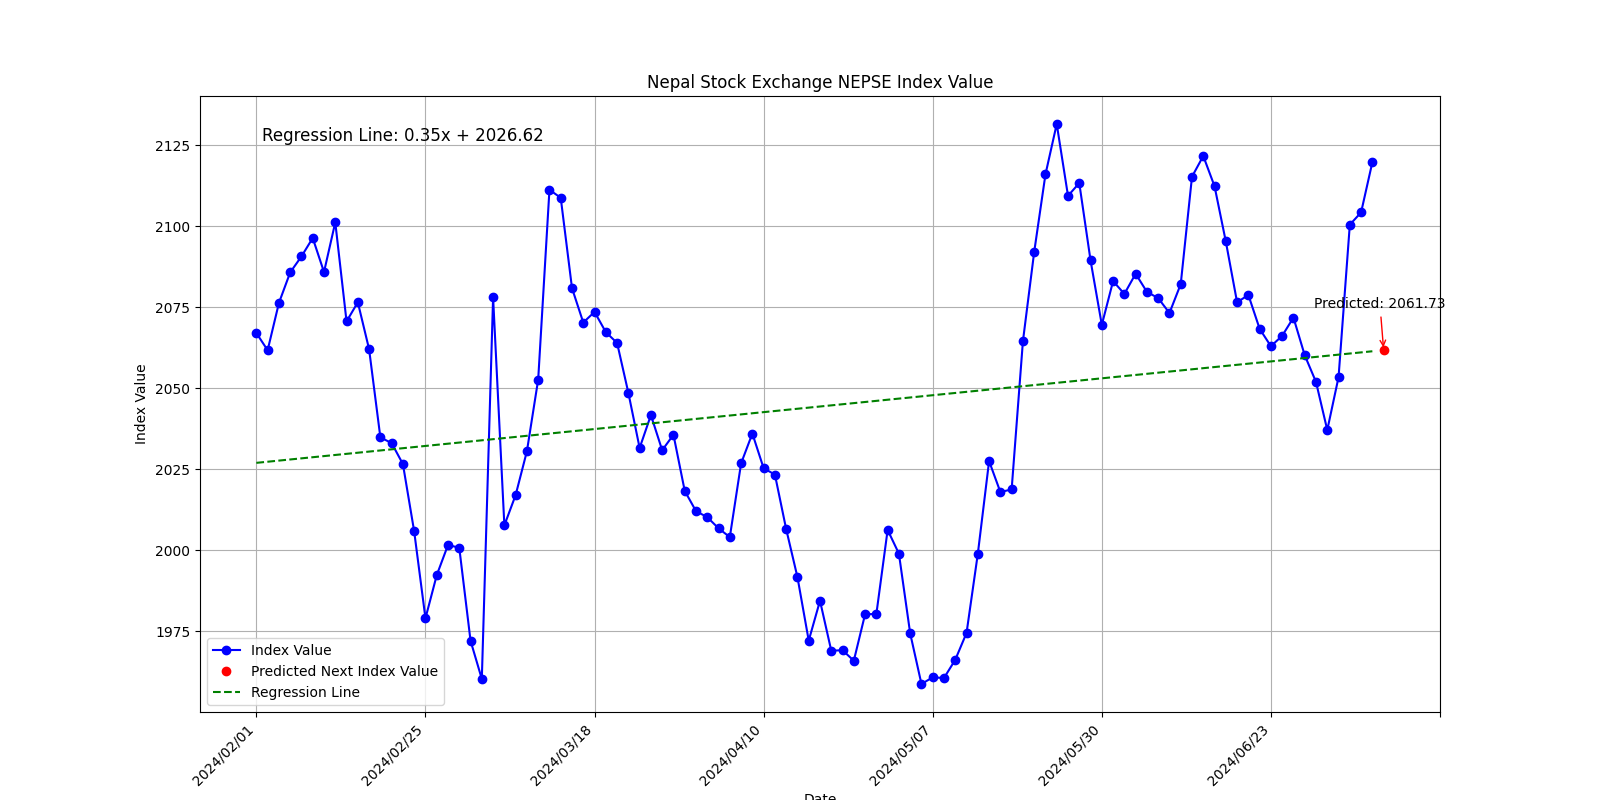 Nepal Stock Exchange NEPSE Index Value
Regression Line: 0.35x + 2026.62
2125
2100
2075
2050
2025
2000
1975
Index Value
Predicted: 2061.73
Index Value
Predicted Next Index Value
Regression Line
2024/02/01
2024/02/25
2024/03/18
2024/04/10
2024/05/07
2024/05/30
2024/06/23
Date